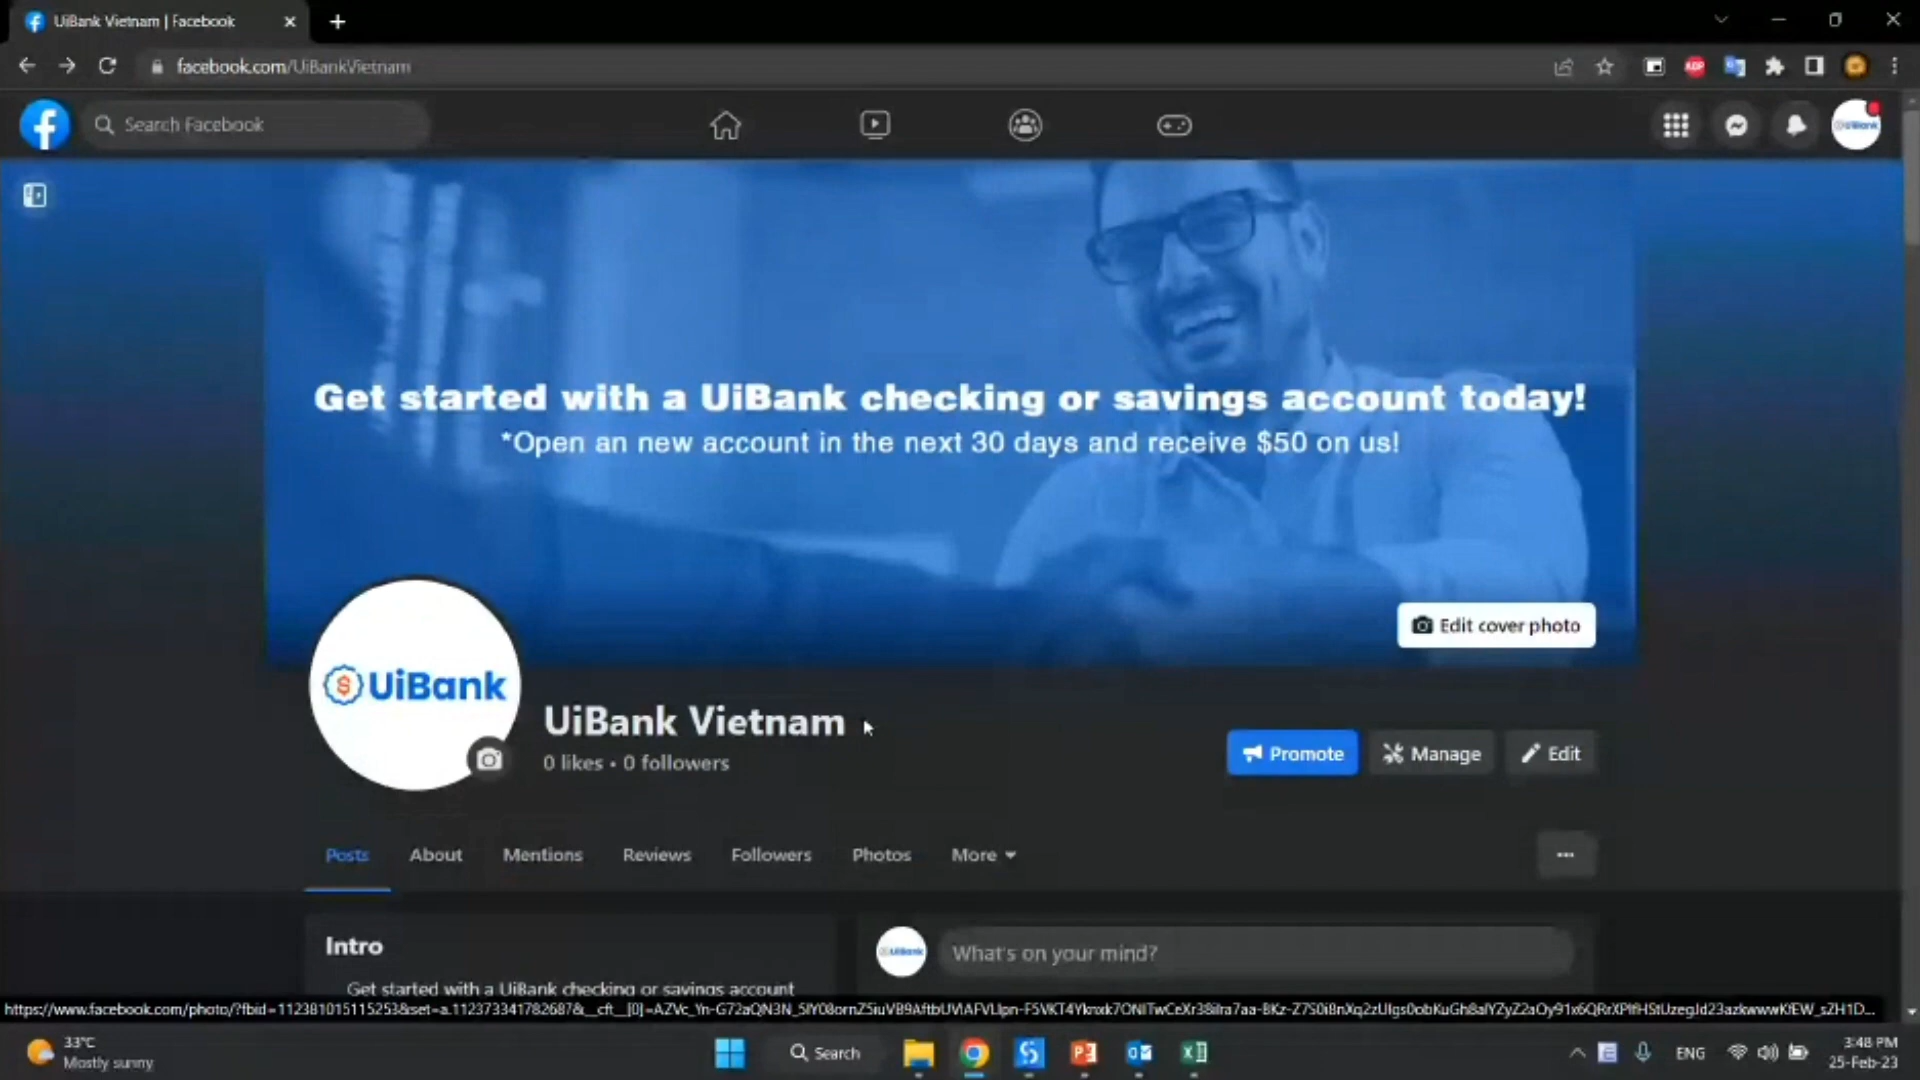 UiBank Vietnam | Facebook
facebook.com/UiBankVietnam
ABP
Search Facebook
UiBank
Get started with a UiBank checking or savings account today!
*Open an new account in the next 30 days and receive $50 on us!
Edit cover photo
UiBank
UiBank Vietnam
0 likes • 0 followers
Promote
Manage
Edit
Posts
About
Mentions
Reviews
Followers
Photos
More
Intro
UiBank
What's on your mind?
Get started with a UiBank checking or savings account
33°C
Mostly sunny
Search
ENG
3:48 PM
25-Feb-23